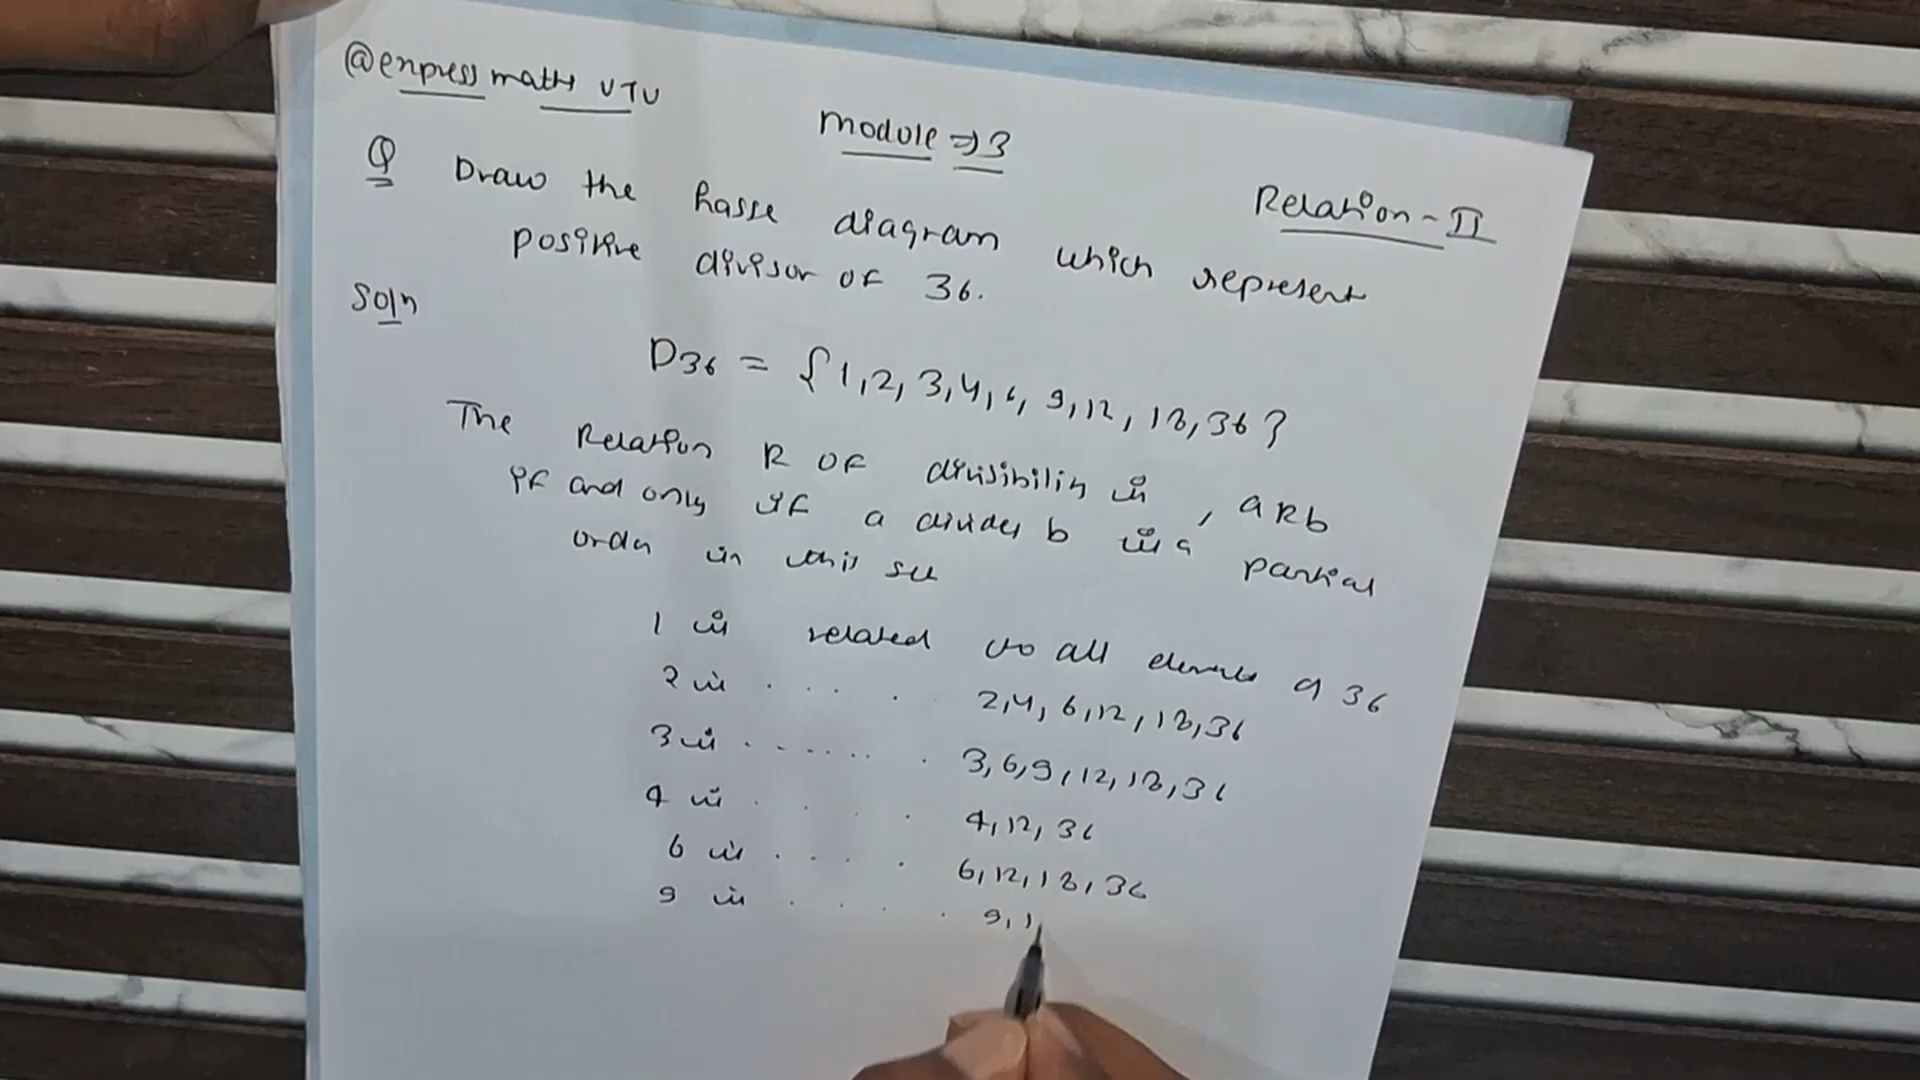 @express maths VTU
Module ⇒ 3
Relation - II
Q Draw the hasse diagram which represent
positive divisor of 36.
Soln
D36 = {1, 2, 3, 4, 6, 9, 12, 18, 36}
The Relation R of divisibility is, aRb
if and only if a divides b is a partial
order in this set
1 is related to all elements of 36
2 is . . . . 2, 4, 6, 12, 18, 36
3 is . . . . . . . . 3, 6, 9, 12, 18, 36
4 is . . . . 4, 12, 36
6 is . . . . 6, 12, 18, 36
9 is . . . . . 9, 1